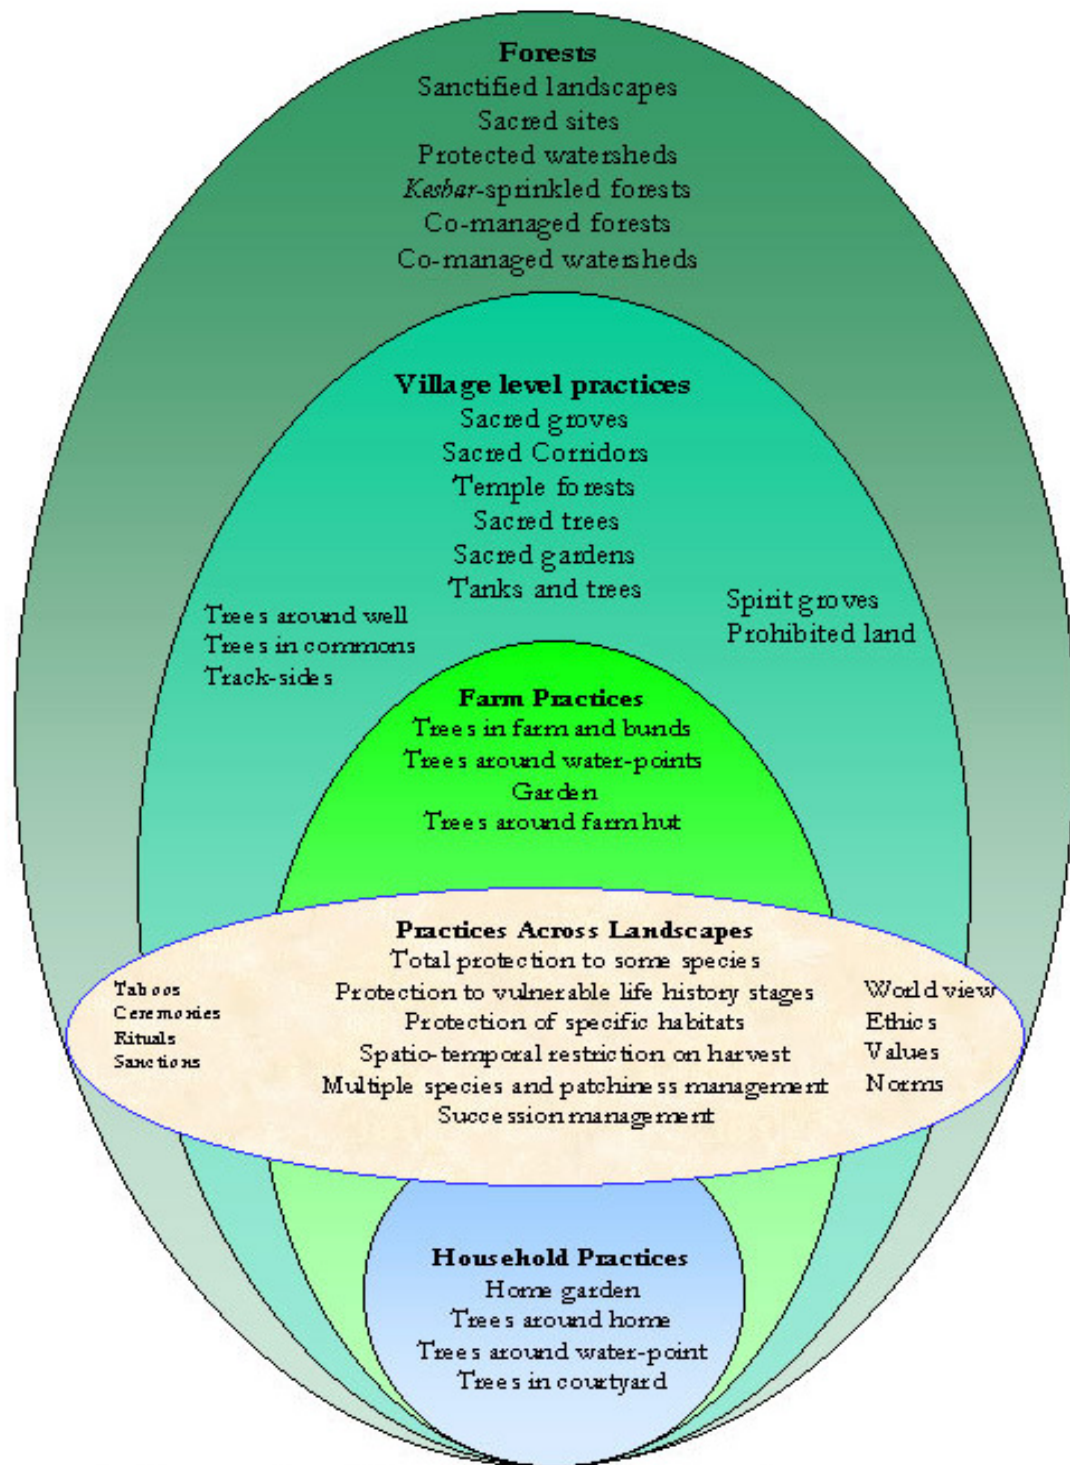 Forests
Sanctified landscapes
Sacred sites
Protected watersheds
Keshar-sprinkled forests
Co-managed forests
Co-managed watersheds
Village level practices
Sacred groves
Sacred Corridors
Temple forests
Sacred trees
Sacred gardens
Tanks and trees
Trees around well
Trees in commons
Track-sides
Spirit groves
Prohibited land
Farm Practices
Trees in farm and bunds
Trees around water-points
Garden
Trees around farm hut
Practices Across Landscapes
Total protection to some species
Protection to vulnerable life history stages
Protection of specific habitats
Spatio-temporal restriction on harvest
Multiple species and patchiness management
Succession management
Taboos
Ceremonies
Rituals
Sanctions
World view
Ethics
Values
Norms
Household Practices
Home garden
Trees around home
Trees around water-point
Trees in courtyard